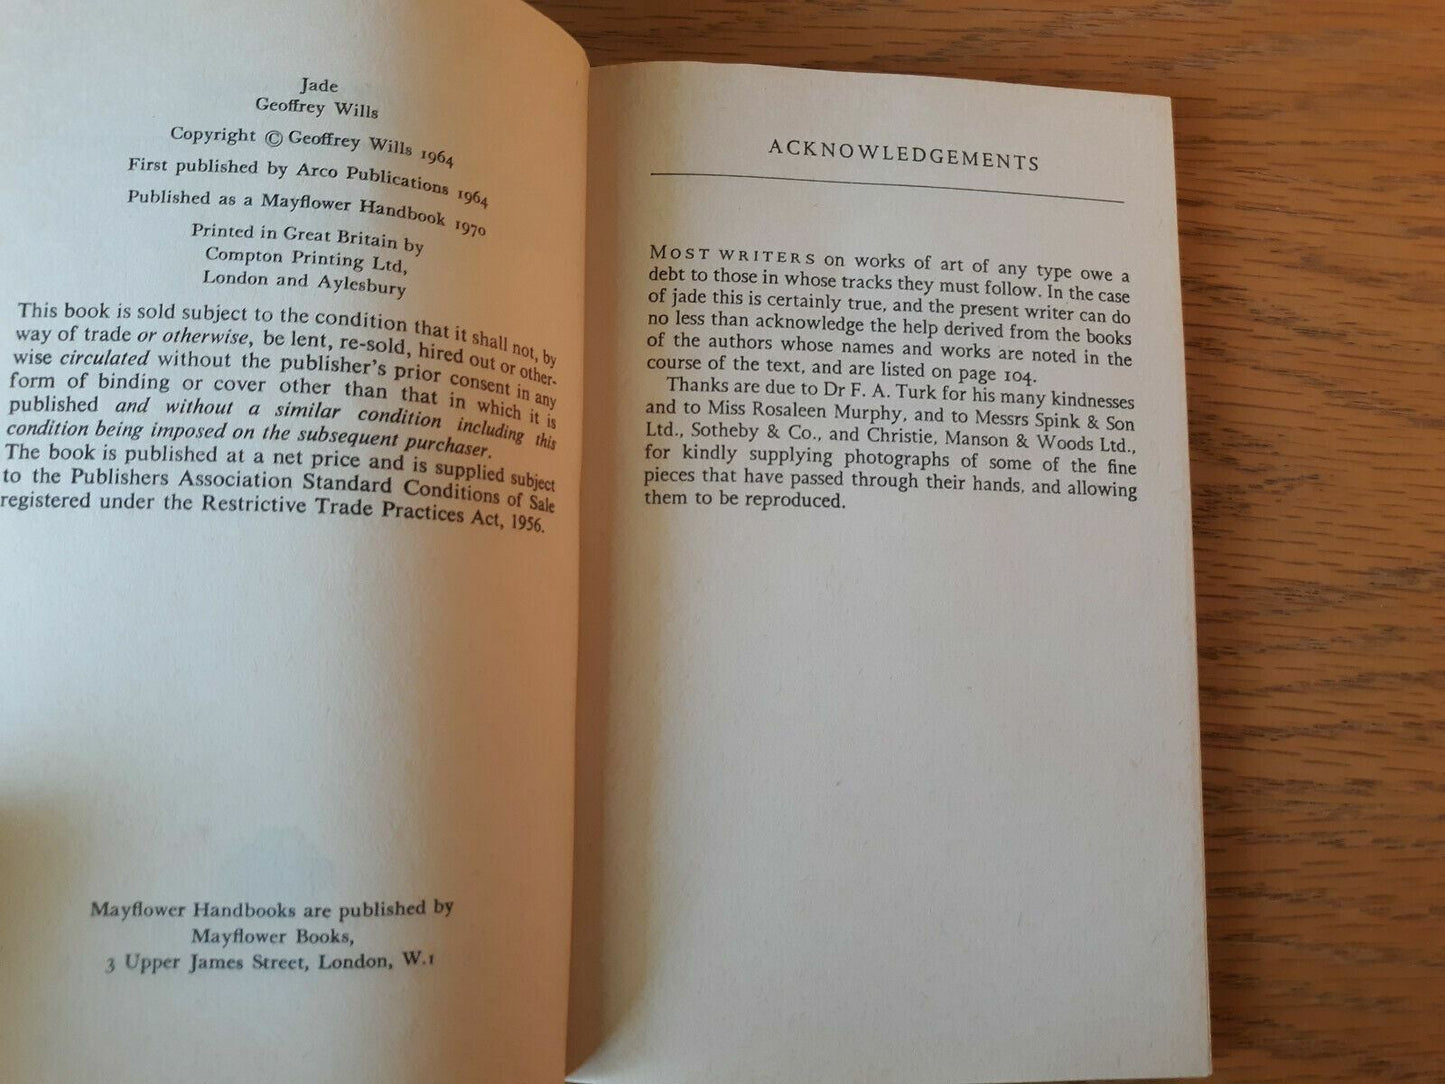 Jade
Geoffrey Wills
Copyright © Geoffrey Wills 1964
First published by Arco Publications 1964
Published as a Mayflower Handbook 1970
Printed in Great Britain by
Compton Printing Ltd,
London and Aylesbury
This book is sold subject to the condition that it shall not, by
way of trade or otherwise, be lent, re-sold, hired out or other-
wise circulated without the publisher's prior consent in any
form of binding or cover other than that in which it is
published and without a similar condition including this
condition being imposed on the subsequent purchaser.
The book is published at a net price and is supplied subject
to the Publishers Association Standard Conditions of Sale
registered under the Restrictive Trade Practices Act, 1956.
Mayflower Handbooks are published by
Mayflower Books,
3 Upper James Street, London, W.1
ACKNOWLEDGEMENTS
MOST WRITERS on works of art of any type owe a
debt to those in whose tracks they must follow. In the case
of jade this is certainly true, and the present writer can do
no less than acknowledge the help derived from the books
of the authors whose names and works are noted in the
course of the text, and are listed on page 104.
Thanks are due to Dr F. A. Turk for his many kindnesses
and to Miss Rosaleen Murphy, and to Messrs Spink & Son
Ltd., Sotheby & Co., and Christie, Manson & Woods Ltd.,
for kindly supplying photographs of some of the fine
pieces that have passed through their hands, and allowing
them to be reproduced.